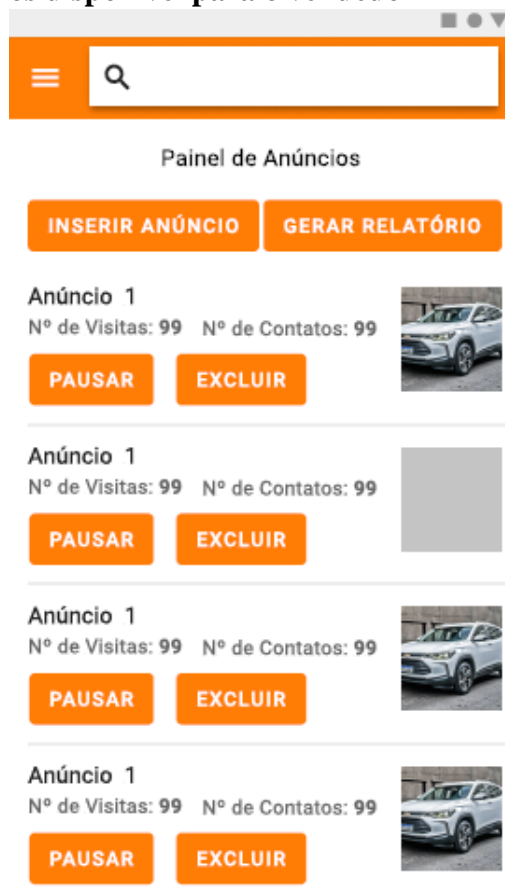 Painel de Anúncios
INSERIR ANÚNCIO GERAR RELATÓRIO
Anúncio 1
Nº de Visitas: 99 Nº de Contatos: 99
PAUSAR EXCLUIR
Anúncio 1
Nº de Visitas: 99 Nº de Contatos: 99
PAUSAR EXCLUIR
Anúncio 1
Nº de Visitas: 99 Nº de Contatos: 99
PAUSAR EXCLUIR
Anúncio 1
Nº de Visitas: 99 Nº de Contatos: 99
PAUSAR EXCLUIR